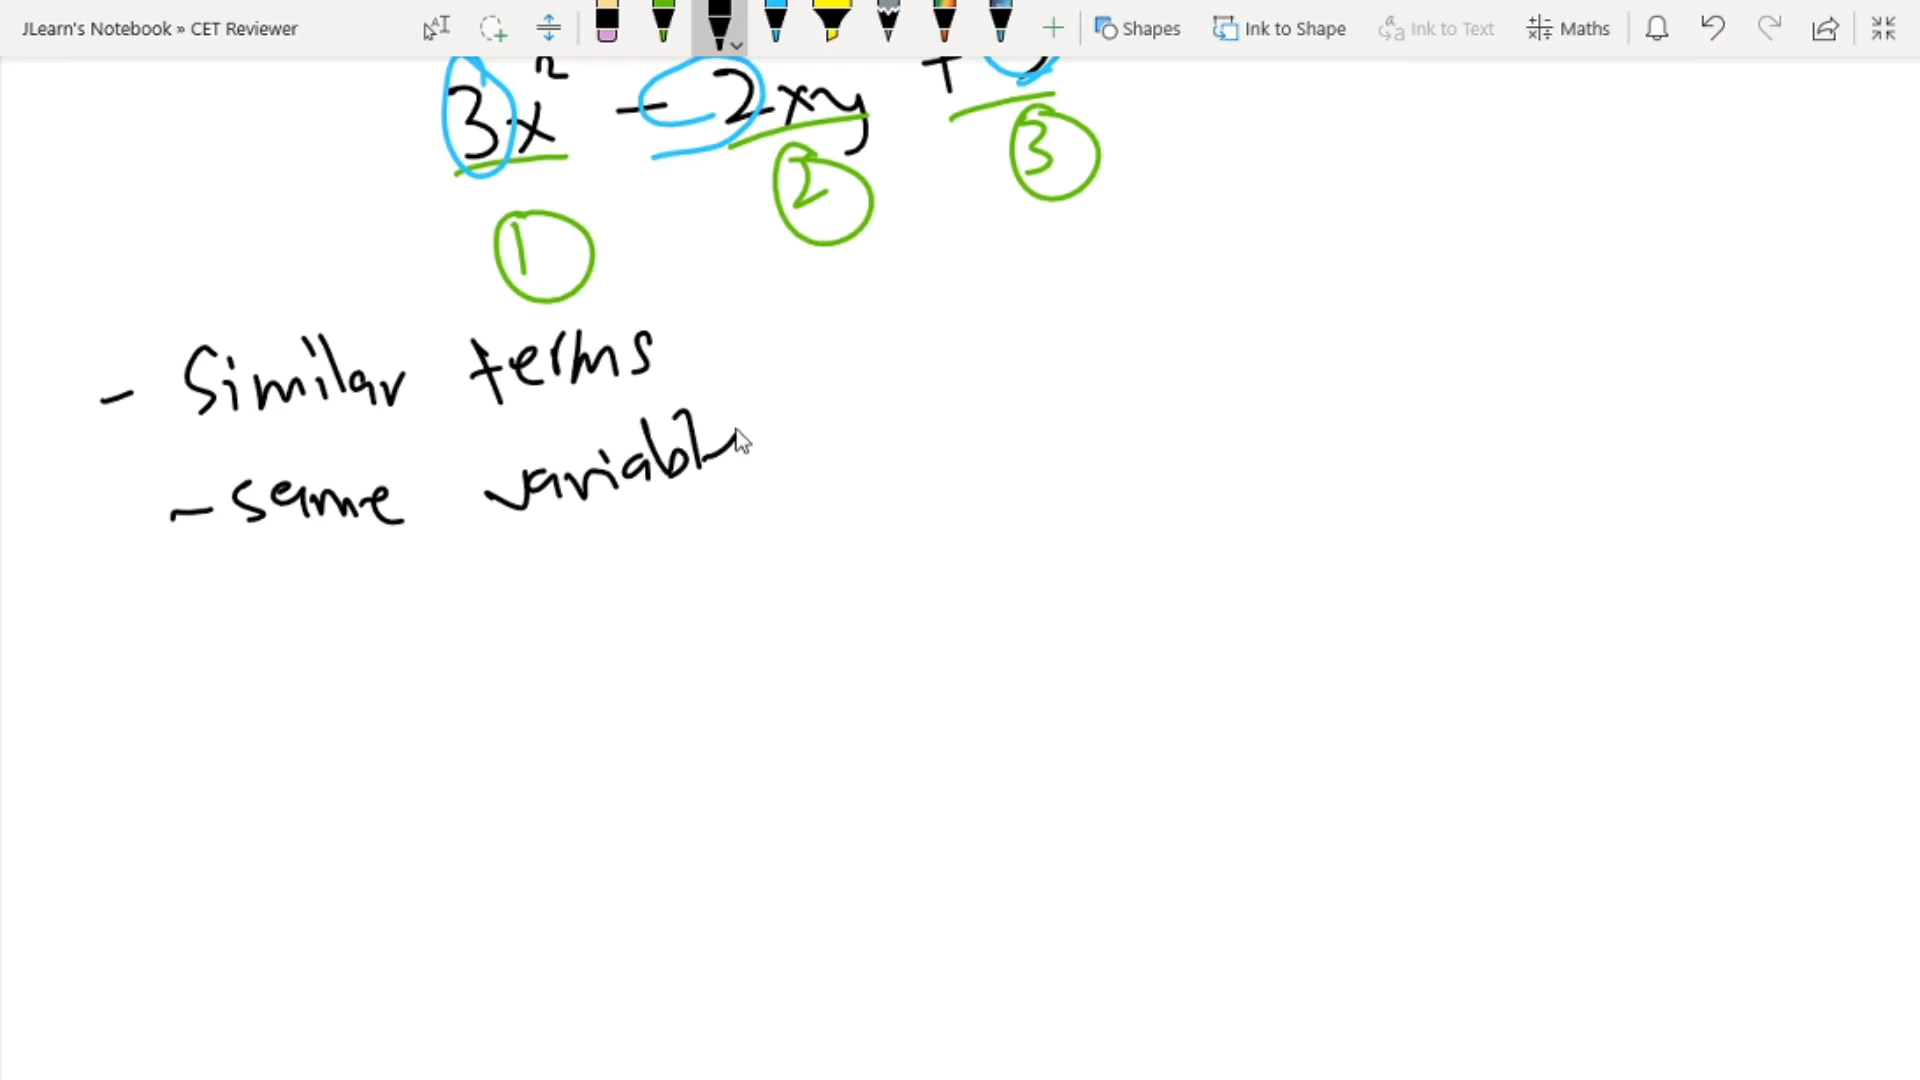 JLearn's Notebook » CET Reviewer
Shapes Ink to Shape Ink to Text Maths
3x² - 2xy +
1 2 3
- Similar terms
- same variabl